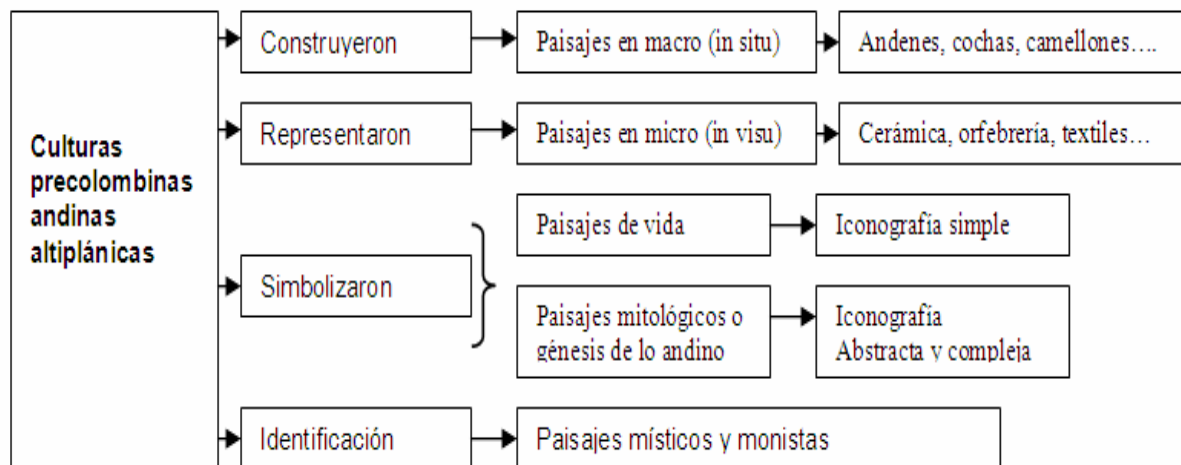 Culturas
precolombinas
andinas
altiplánicas
Construyeron
Paisajes en macro (in situ)
Andenes, cochas, camellones….
Representaron
Paisajes en micro (in visu)
Cerámica, orfebrería, textiles…
Simbolizaron
Paisajes de vida
Iconografía simple
Paisajes mitológicos o
génesis de lo andino
Iconografía
Abstracta y compleja
Identificación
Paisajes místicos y monistas